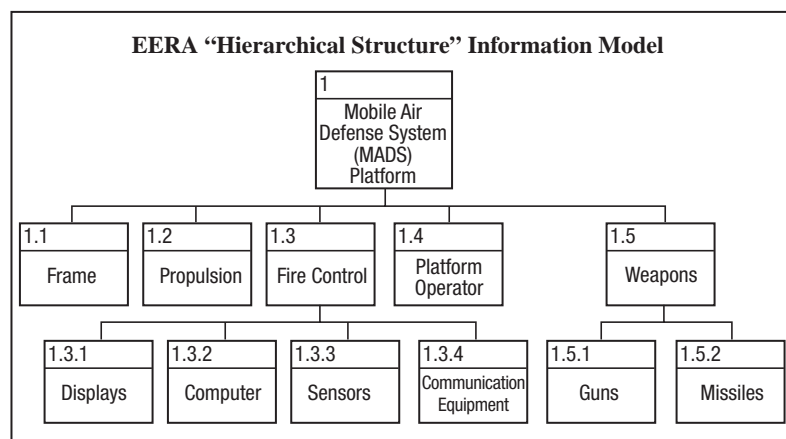 EERA “Hierarchical Structure” Information Model
1
Mobile Air
Defense System
(MADS)
Platform
1.1
Frame
1.2
Propulsion
1.3
Fire Control
1.4
Platform
Operator
1.5
Weapons
1.3.1
Displays
1.3.2
Computer
1.3.3
Sensors
1.3.4
Communication
Equipment
1.5.1
Guns
1.5.2
Missiles